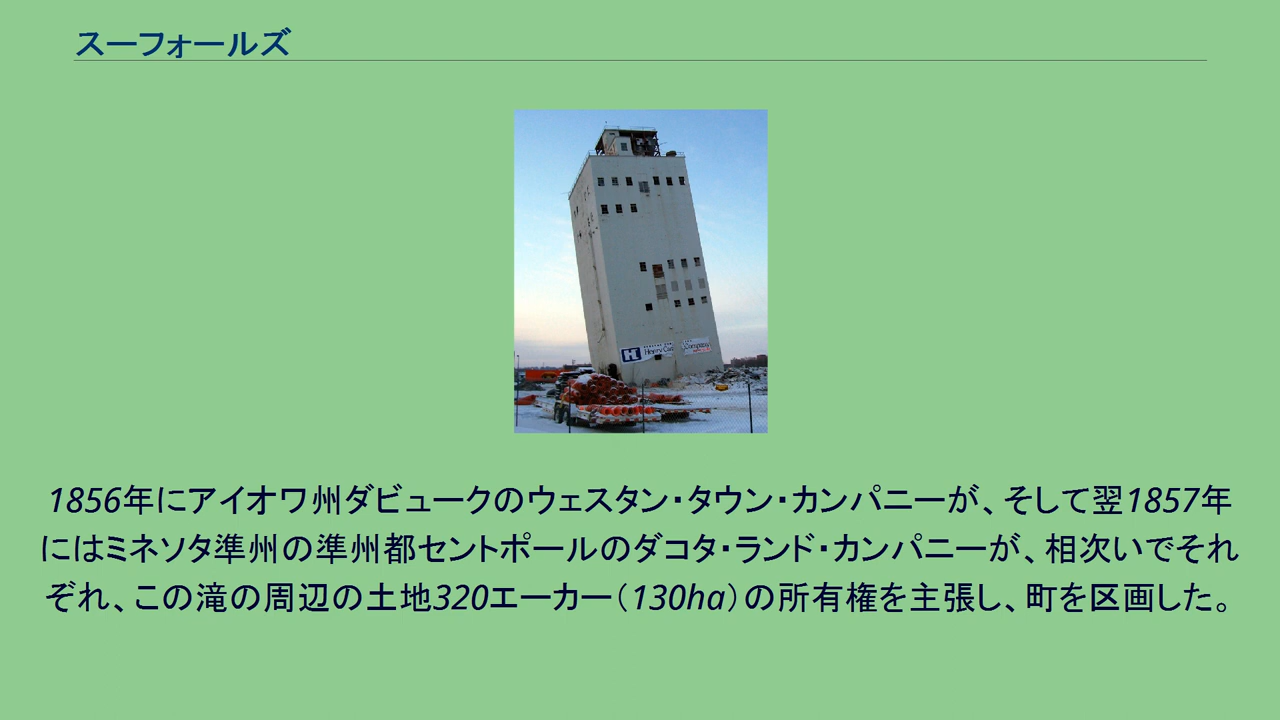 スーフォールズ
H Henry Carl
1856年にアイオワ州ダビュークのウェスタン・タウン・カンパニーが、そして翌1857年
にはミネソタ準州の準州都セントポールのダコタ・ランド・カンパニーが、相次いでそれ
ぞれ、この滝の周辺の土地320エーカー（130ha）の所有権を主張し、町を区画した。